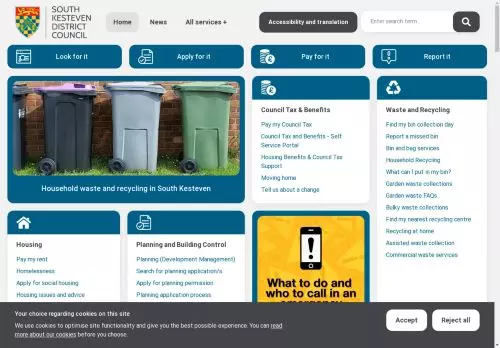 SOUTH
KESTEVEN
DISTRICT
COUNCIL
Home
News
All services +
Accessibility and translation
Enter search term...
Look for it
Apply for it
Pay for it
Report it
Household waste and recycling in South Kesteven
Council Tax & Benefits
Pay my Council Tax
Council Tax and Benefits - Self
Service Portal
Housing Benefits & Council Tax
Support
Moving home
Tell us about a change
Waste and Recycling
Find my bin collection day
Report a missed bin
Bin and bag services
Household Recycling
What can I put in my bin?
Garden waste collections
Garden waste FAQs
Bulky waste collections
Find my nearest recycling centre
Recycling at home
Assisted waste collection
Commercial waste services
Housing
Pay my rent
Homelessness
Apply for social housing
Housing issues and advice
Planning and Building Control
Planning (Development Management)
Search for planning application/s
Apply for planning permission
Planning application process
What to do and
who to call in an
Your choice regarding cookies on this site
We use cookies to optimise site functionality and give you the best possible experience. You can read
more about our cookies before you choose.
Accept
Reject all